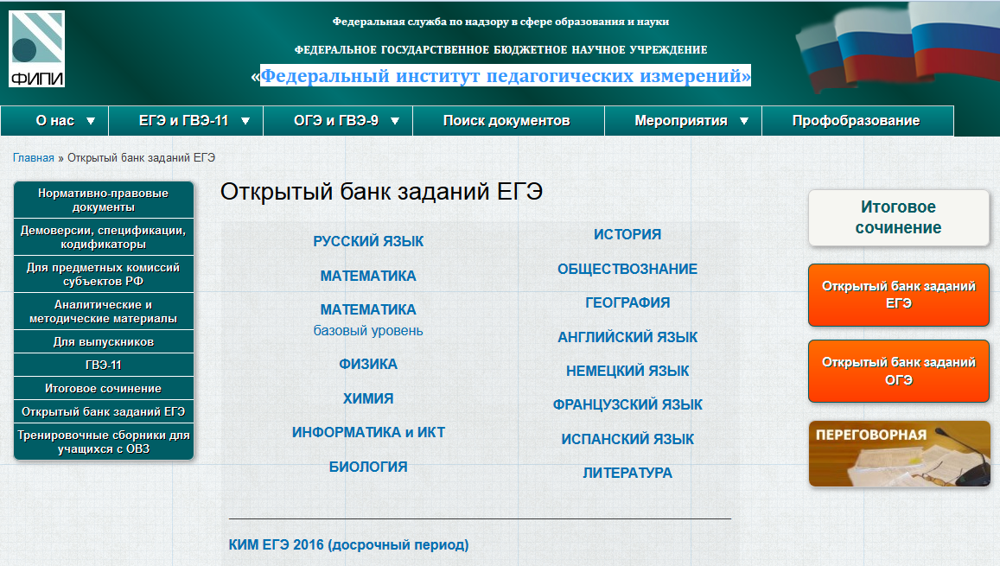 Федеральная служба по надзору в сфере образования и науки
ФЕДЕРАЛЬНОЕ ГОСУДАРСТВЕННОЕ БЮДЖЕТНОЕ НАУЧНОЕ УЧРЕЖДЕНИЕ
«Федеральный институт педагогических измерений»
ФИПИ
О нас
ЕГЭ и ГВЭ-11
ОГЭ и ГВЭ-9
Поиск документов
Мероприятия
Профобразование
Главная » Открытый банк заданий ЕГЭ
Нормативно-правовые
документы
Демоверсии, спецификации,
кодификаторы
Для предметных комиссий
субъектов РФ
Аналитические и
методические материалы
Для выпускников
ГВЭ-11
Итоговое сочинение
Открытый банк заданий ЕГЭ
Тренировочные сборники для
учащихся с ОВЗ
Открытый банк заданий ЕГЭ
РУССКИЙ ЯЗЫК
МАТЕМАТИКА
МАТЕМАТИКА
базовый уровень
ФИЗИКА
ХИМИЯ
ИНФОРМАТИКА и ИКТ
БИОЛОГИЯ
ИСТОРИЯ
ОБЩЕСТВОЗНАНИЕ
ГЕОГРАФИЯ
АНГЛИЙСКИЙ ЯЗЫК
НЕМЕЦКИЙ ЯЗЫК
ФРАНЦУЗСКИЙ ЯЗЫК
ИСПАНСКИЙ ЯЗЫК
ЛИТЕРАТУРА
КИМ ЕГЭ 2016 (досрочный период)
Итоговое
сочинение
Открытый банк заданий
ЕГЭ
Открытый банк заданий
ОГЭ
ПЕРЕГОВОРНАЯ